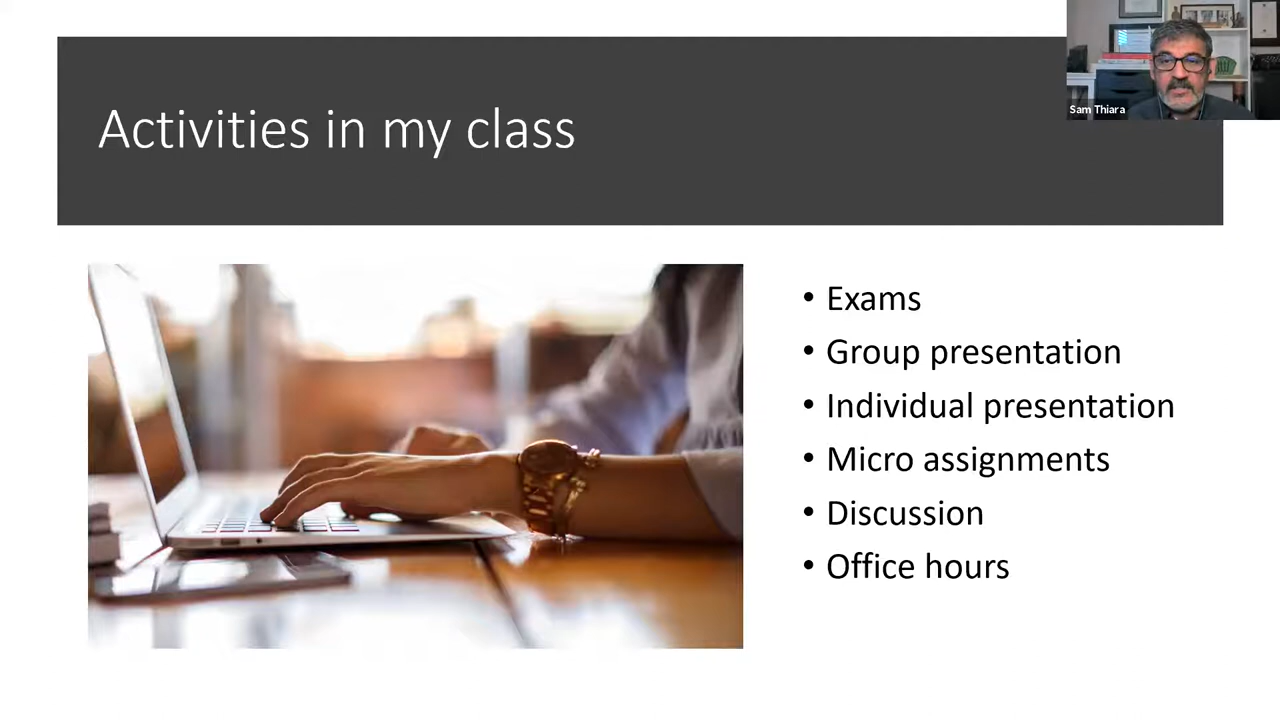 Activities in my class
Sam Thiara
• Exams
• Group presentation
• Individual presentation
• Micro assignments
• Discussion
• Office hours